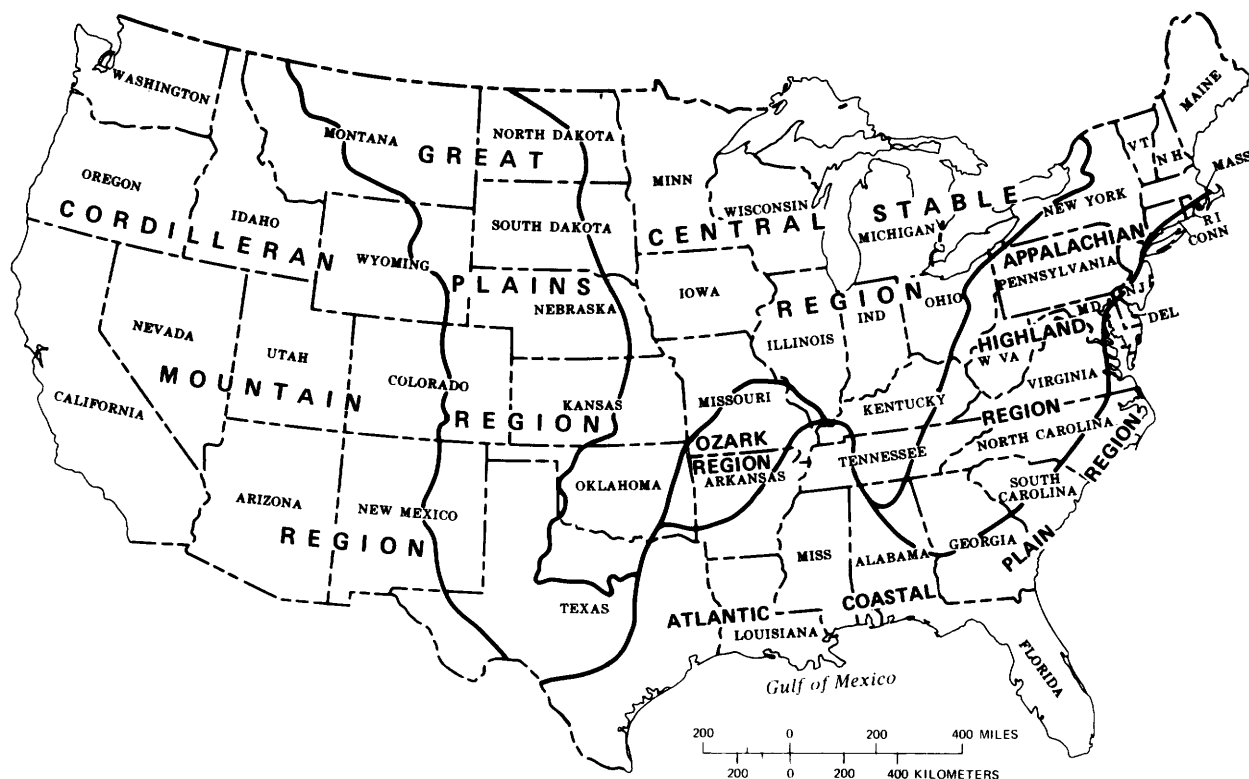 WASHINGTON
MONTANA
NORTH DAKOTA
MINN
MAINE
VT
NH
MASS
OREGON
IDAHO
GREAT
SOUTH DAKOTA
WISCONSIN
MICHIGAN
STABLE
NEW YORK
RI
CONN
CORDILLERAN
WYOMING
CENTRAL
APPALACHIAN
PENNSYLVANIA
NJ
PLAINS
NEBRASKA
IOWA
REGION
OHIO
MD
DEL
NEVADA
UTAH
ILLINOIS
IND
HIGHLAND
W VA
VIRGINIA
MOUNTAIN
COLORADO
KANSAS
MISSOURI
KENTUCKY
CALIFORNIA
REGION
OZARK
REGION
TENNESSEE
REGION
NORTH CAROLINA
ARIZONA
NEW MEXICO
OKLAHOMA
ARKANSAS
SOUTH
CAROLINA
REGION
REGION
MISS
ALABAMA
GEORGIA
PLAIN
TEXAS
ATLANTIC
COASTAL
LOUISIANA
FLORIDA
Gulf of Mexico
200 0 200 400 MILES
200 0 200 400 KILOMETERS